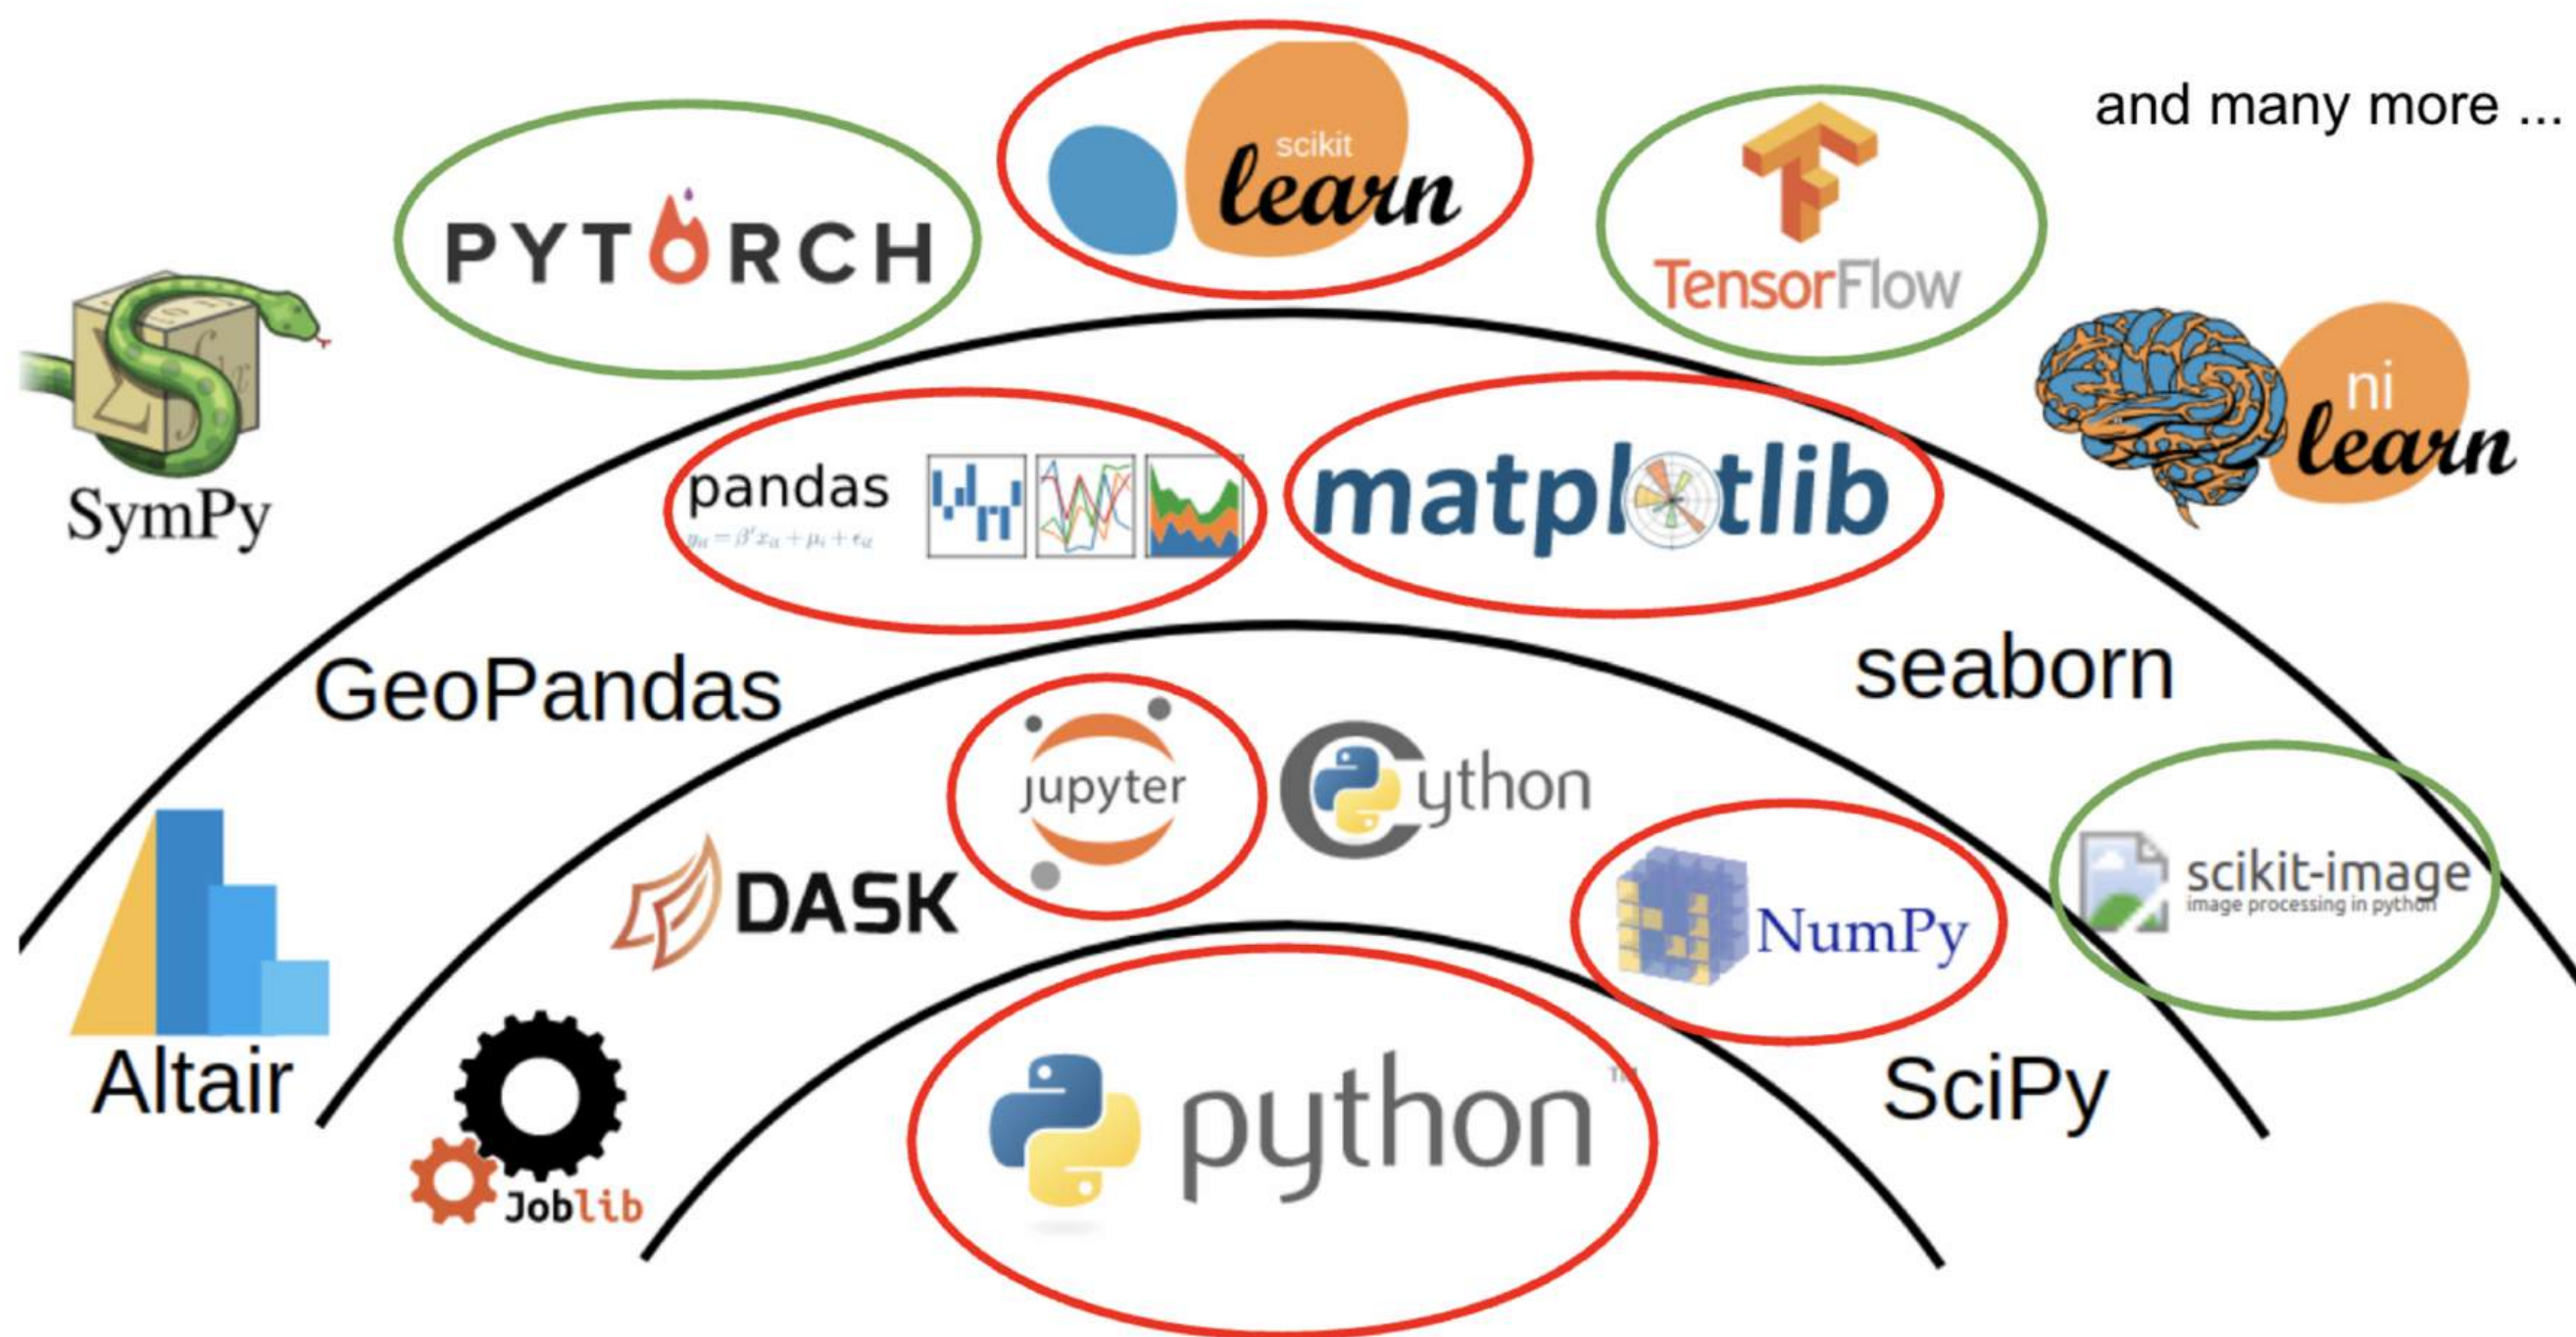 and many more ...
scikit
learn
PYTORCH
TensorFlow
SymPy
ni
learn
pandas
matplotlib
GeoPandas
seaborn
jupyter
Cython
DASK
NumPy
scikit-image
image processing in python
Altair
SciPy
python
TM
Joblib